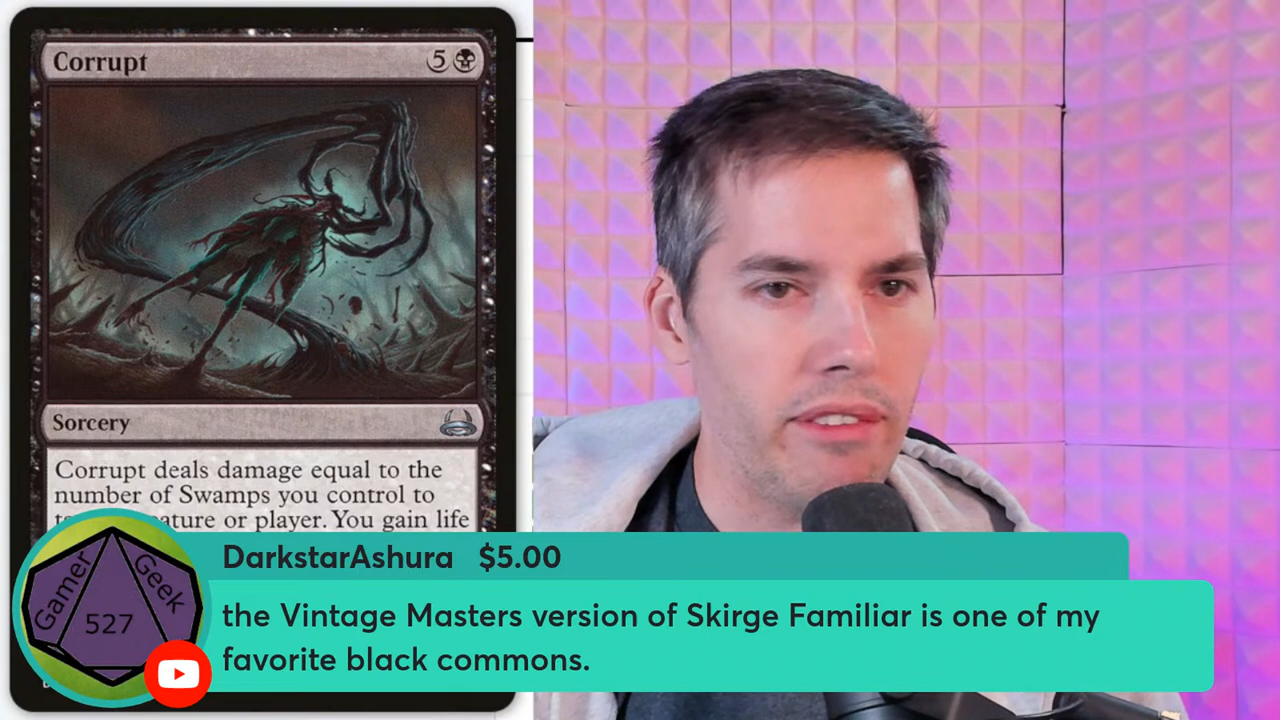 Corrupt 5
Sorcery
Corrupt deals damage equal to the
number of Swamps you control to
ature or player. You gain life
DarkstarAshura $5.00
Gamer Geek
527
the Vintage Masters version of Skirge Familiar is one of my
favorite black commons.